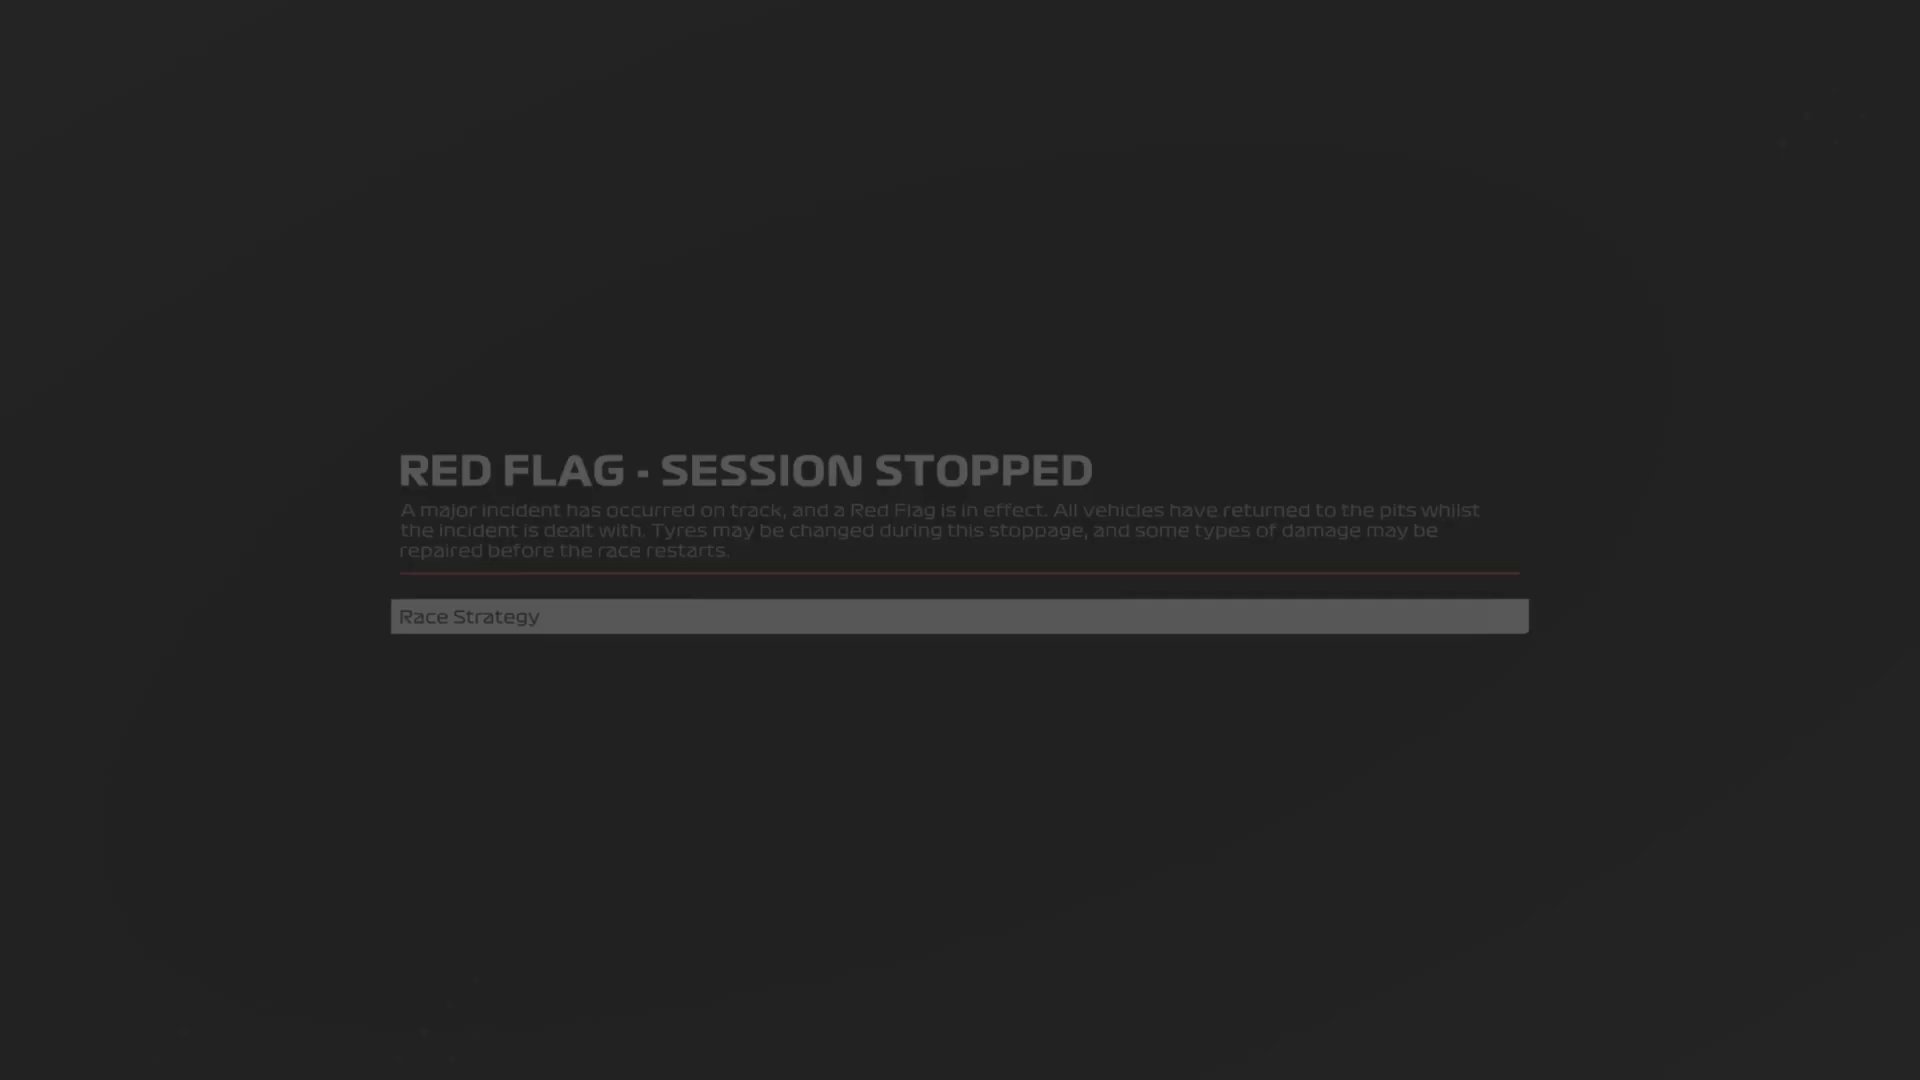 RED FLAG - SESSION STOPPED
A major incident has occurred on track, and a Red Flag is in effect. All vehicles have returned to the pits whilst
the incident is dealt with. Tyres may be changed during this stoppage, and some types of damage may be
repaired before the race restarts.
Race Strategy